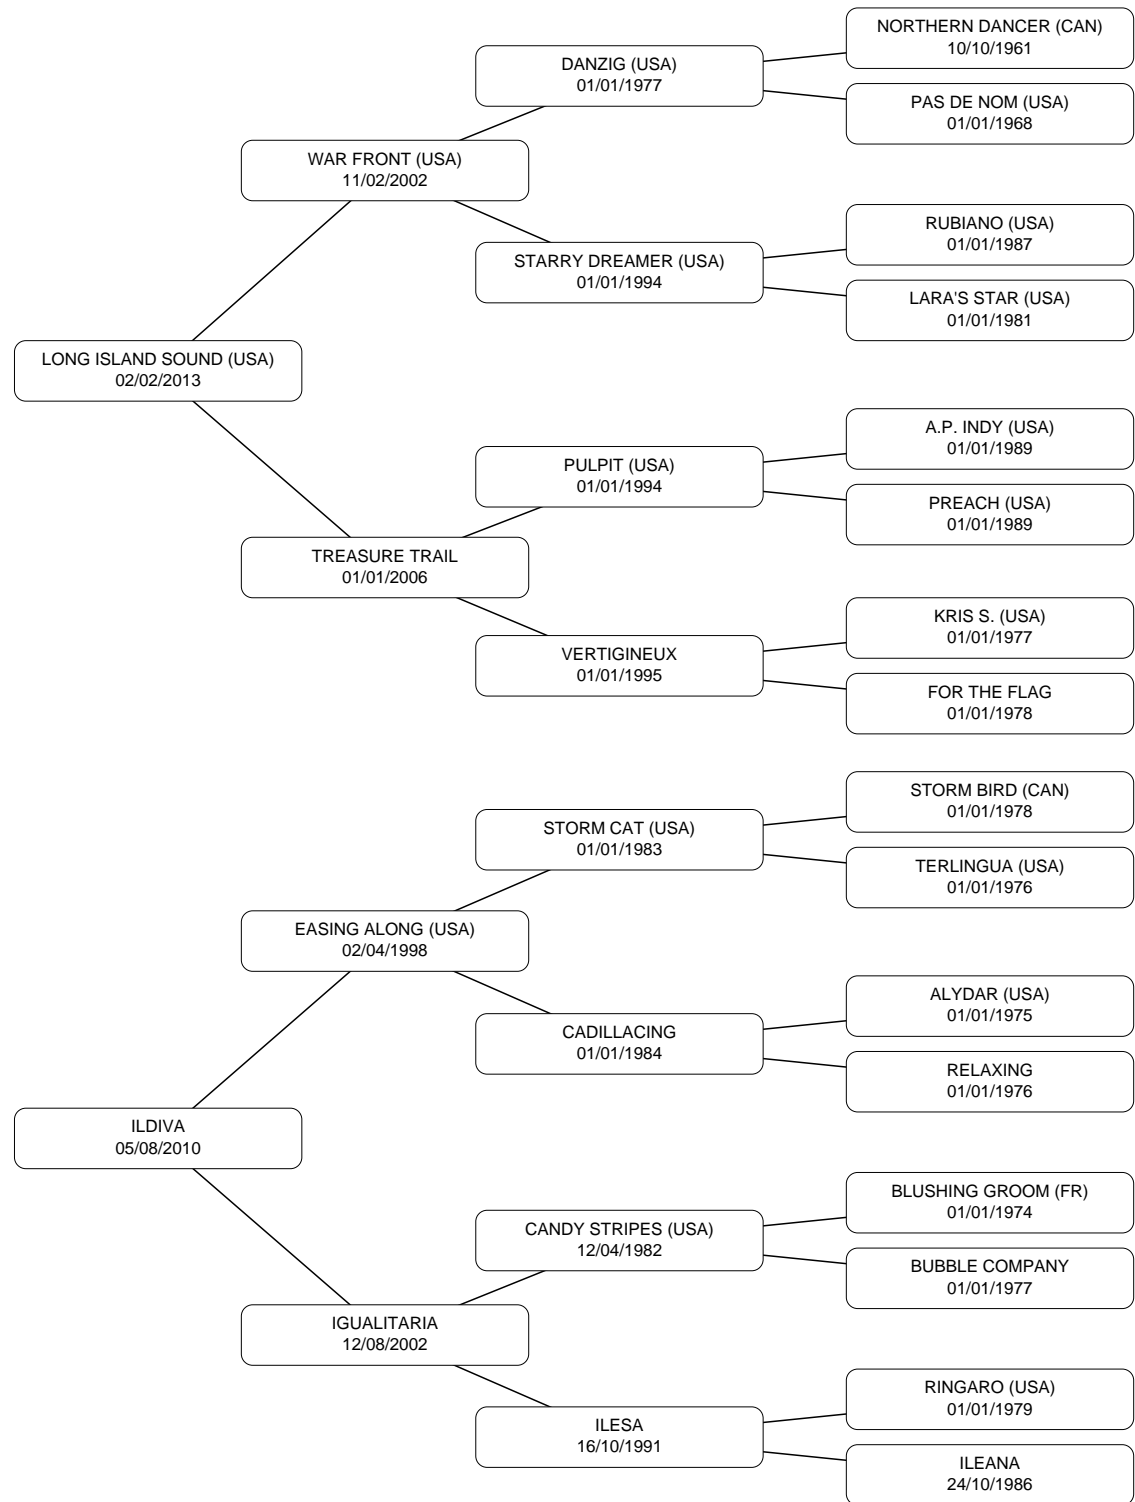 NORTHERN DANCER (CAN)
10/10/1961
DANZIG (USA)
01/01/1977
PAS DE NOM (USA)
01/01/1968
WAR FRONT (USA)
11/02/2002
RUBIANO (USA)
01/01/1987
STARRY DREAMER (USA)
01/01/1994
LARA'S STAR (USA)
01/01/1981
LONG ISLAND SOUND (USA)
02/02/2013
A.P. INDY (USA)
01/01/1989
PULPIT (USA)
01/01/1994
PREACH (USA)
01/01/1989
TREASURE TRAIL
01/01/2006
KRIS S. (USA)
01/01/1977
VERTIGINEUX
01/01/1995
FOR THE FLAG
01/01/1978
STORM BIRD (CAN)
01/01/1978
STORM CAT (USA)
01/01/1983
TERLINGUA (USA)
01/01/1976
EASING ALONG (USA)
02/04/1998
ALYDAR (USA)
01/01/1975
CADILLACING
01/01/1984
RELAXING
01/01/1976
ILDIVA
05/08/2010
BLUSHING GROOM (FR)
01/01/1974
CANDY STRIPES (USA)
12/04/1982
BUBBLE COMPANY
01/01/1977
IGUALITARIA
12/08/2002
RINGARO (USA)
01/01/1979
ILESA
16/10/1991
ILEANA
24/10/1986